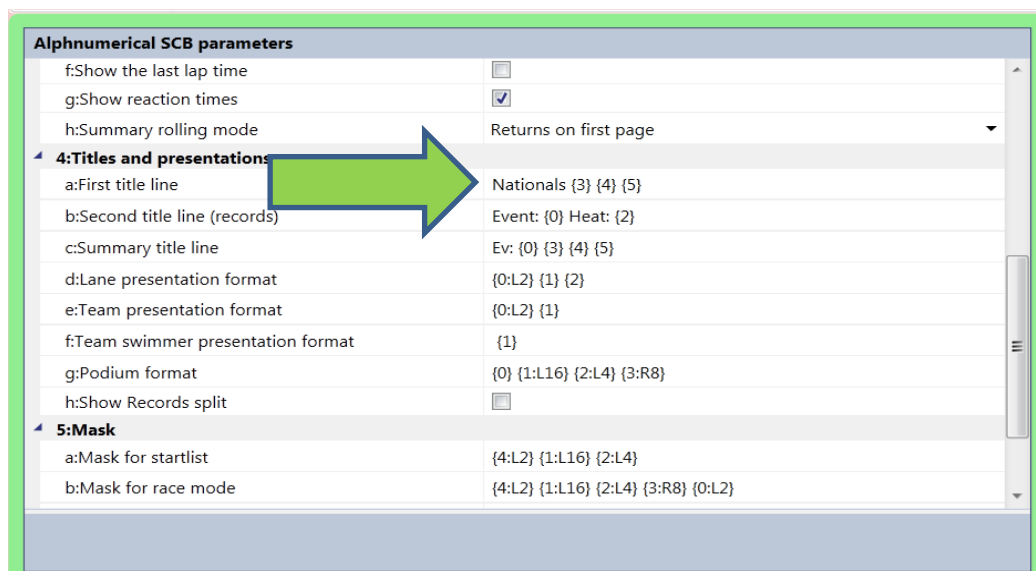 Alphnumerical SCB parameters
f:Show the last lap time
g:Show reaction times
h:Summary rolling mode Returns on first page
4:Titles and presentations
a:First title line Nationals {3} {4} {5}
b:Second title line (records) Event: {0} Heat: {2}
c:Summary title line Ev: {0} {3} {4} {5}
d:Lane presentation format {0:L2} {1} {2}
e:Team presentation format {0:L2} {1}
f:Team swimmer presentation format {1}
g:Podium format {0} {1:L16} {2:L4} {3:R8}
h:Show Records split
5:Mask
a:Mask for startlist {4:L2} {1:L16} {2:L4}
b:Mask for race mode {4:L2} {1:L16} {2:L4} {3:R8} {0:L2}